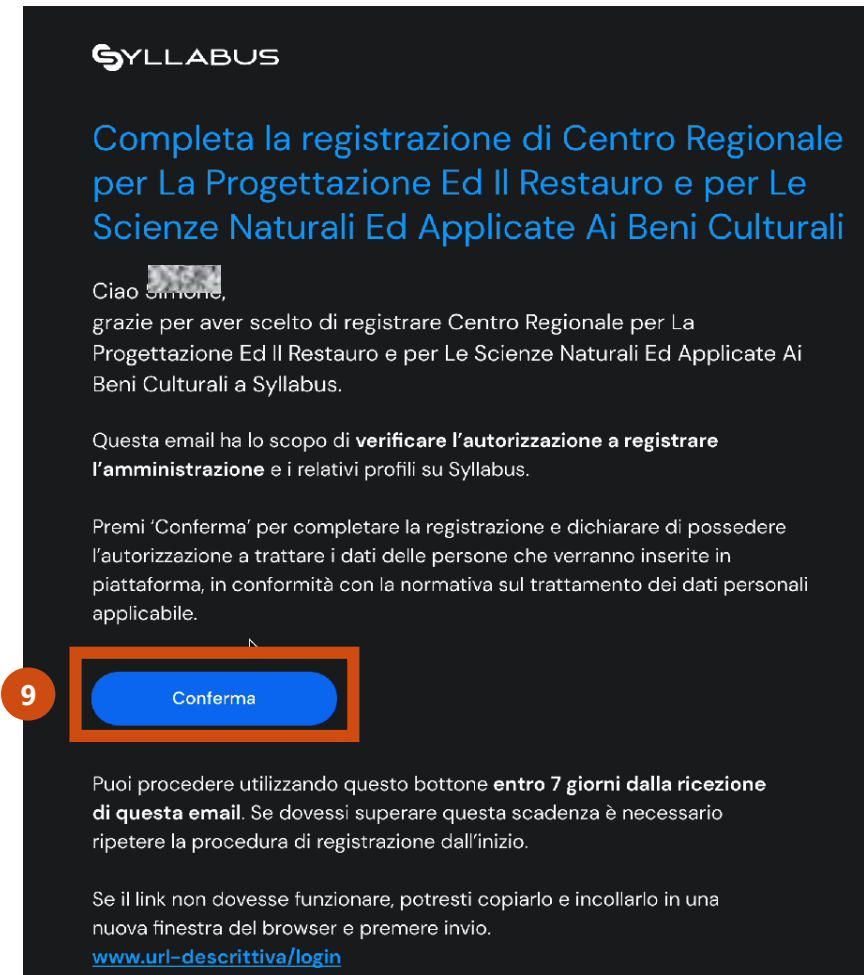 SYLLABUS
Completa la registrazione di Centro Regionale
per La Progettazione Ed Il Restauro e per Le
Scienze Naturali Ed Applicate Ai Beni Culturali
Ciao
grazie per aver scelto di registrare Centro Regionale per La
Progettazione Ed Il Restauro e per Le Scienze Naturali Ed Applicate Ai
Beni Culturali a Syllabus.
Questa email ha lo scopo di verificare l’autorizzazione a registrare
l’amministrazione e i relativi profili su Syllabus.
Premi ‘Conferma’ per completare la registrazione e dichiarare di possedere
l’autorizzazione a trattare i dati delle persone che verranno inserite in
piattaforma, in conformità con la normativa sul trattamento dei dati personali
applicabile.
9
Conferma
Puoi procedere utilizzando questo bottone entro 7 giorni dalla ricezione
di questa email. Se dovessi superare questa scadenza è necessario
ripetere la procedura di registrazione dall’inizio.
Se il link non dovesse funzionare, potresti copiarlo e incollarlo in una
nuova finestra del browser e premere invio.
www.url-descrittiva/login